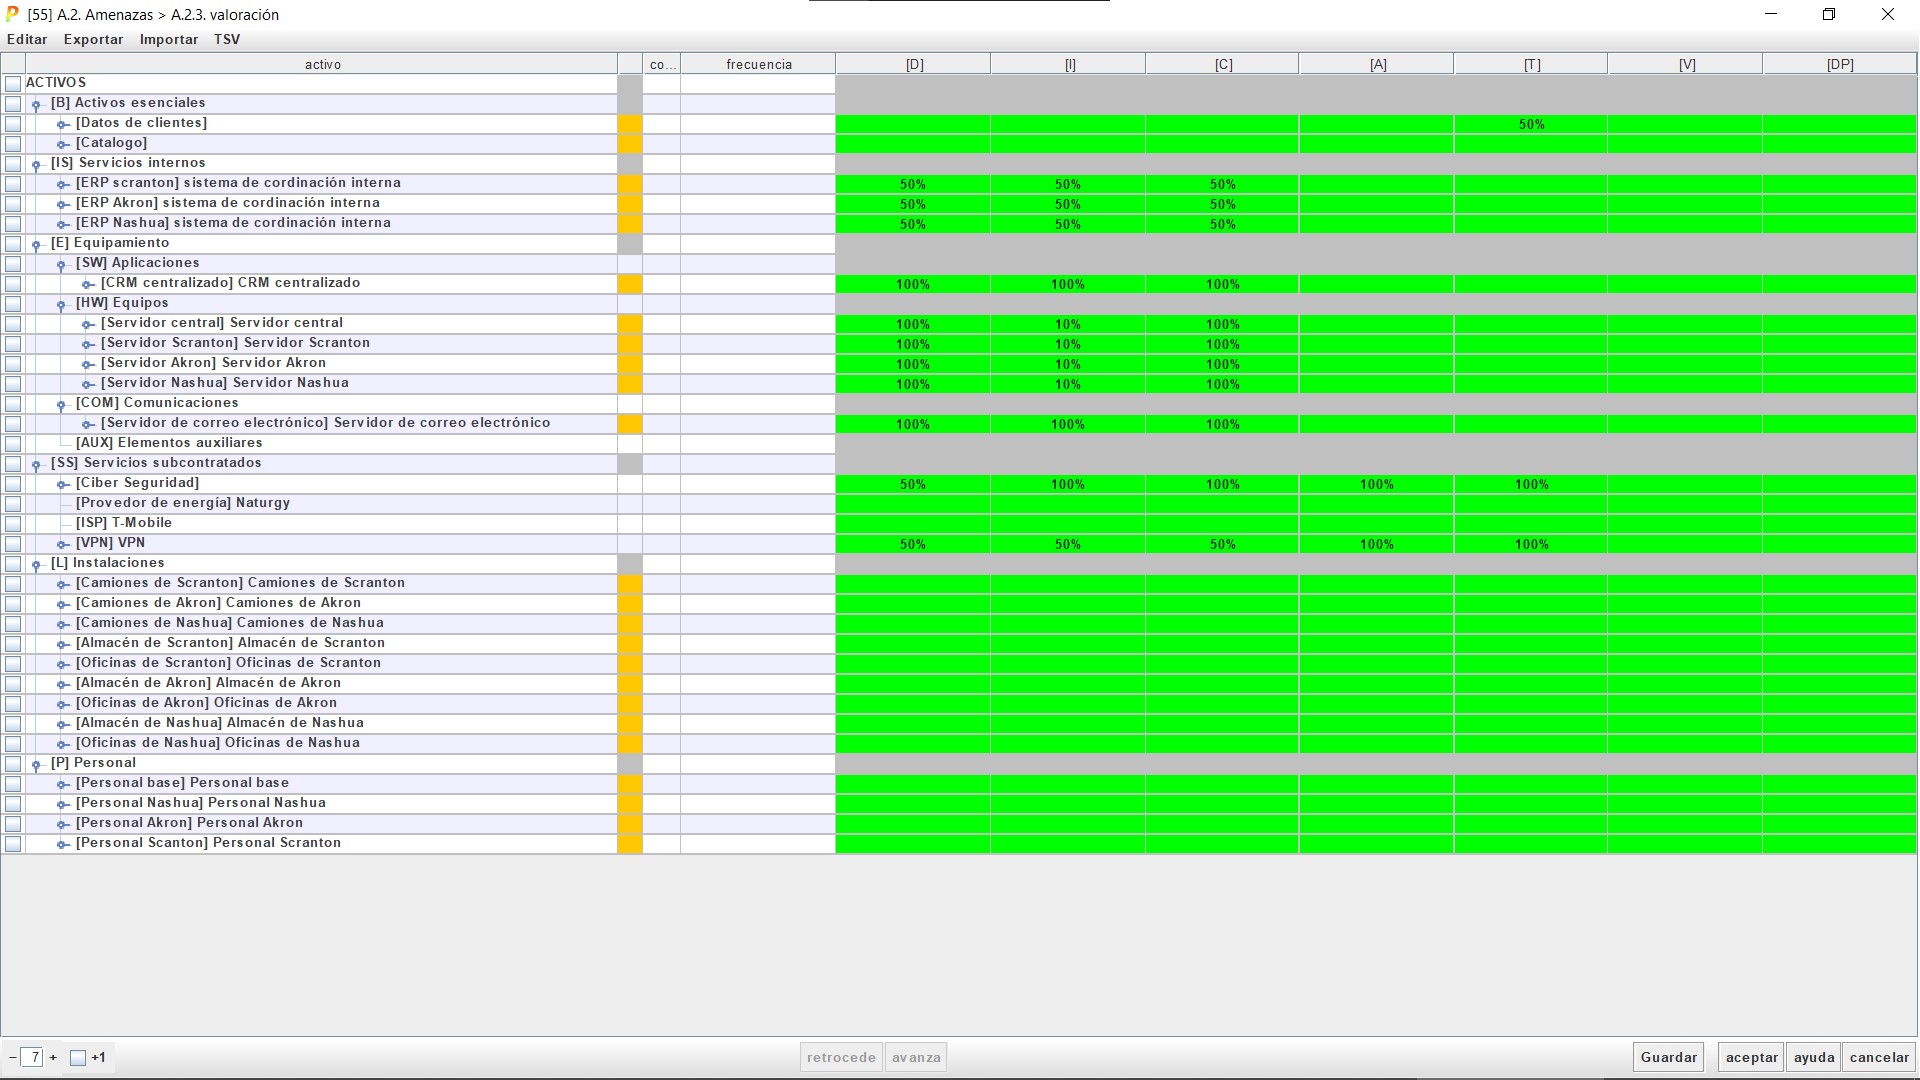 [55] A.2. Amenazas > A.2.3. valoración
Editar Exportar Importar TSV
activo co... frecuencia [D] [I] [C] [A] [T] [V] [DP]
ACTIVOS
[B] Activos esenciales
[Datos de clientes] 50%
[Catalogo]
[IS] Servicios internos
[ERP scranton] sistema de cordinación interna 50% 50% 50%
[ERP Akron] sistema de cordinación interna 50% 50% 50%
[ERP Nashua] sistema de cordinación interna 50% 50% 50%
[E] Equipamiento
[SW] Aplicaciones
[CRM centralizado] CRM centralizado 100% 100% 100%
[HW] Equipos
[Servidor central] Servidor central 100% 10% 100%
[Servidor Scranton] Servidor Scranton 100% 10% 100%
[Servidor Akron] Servidor Akron 100% 10% 100%
[Servidor Nashua] Servidor Nashua 100% 10% 100%
[COM] Comunicaciones
[Servidor de correo electrónico] Servidor de correo electrónico 100% 100% 100%
[AUX] Elementos auxiliares
[SS] Servicios subcontratados
[Ciber Seguridad] 50% 100% 100% 100% 100%
[Provedor de energía] Naturgy
[ISP] T-Mobile
[VPN] VPN 50% 50% 50% 100% 100%
[L] Instalaciones
[Camiones de Scranton] Camiones de Scranton
[Camiones de Akron] Camiones de Akron
[Camiones de Nashua] Camiones de Nashua
[Almacén de Scranton] Almacén de Scranton
[Oficinas de Scranton] Oficinas de Scranton
[Almacén de Akron] Almacén de Akron
[Oficinas de Akron] Oficinas de Akron
[Almacén de Nashua] Almacén de Nashua
[Oficinas de Nashua] Oficinas de Nashua
[P] Personal
[Personal base] Personal base
[Personal Nashua] Personal Nashua
[Personal Akron] Personal Akron
[Personal Scanton] Personal Scranton
− 7 + +1 retrocede avanza Guardar aceptar ayuda cancelar